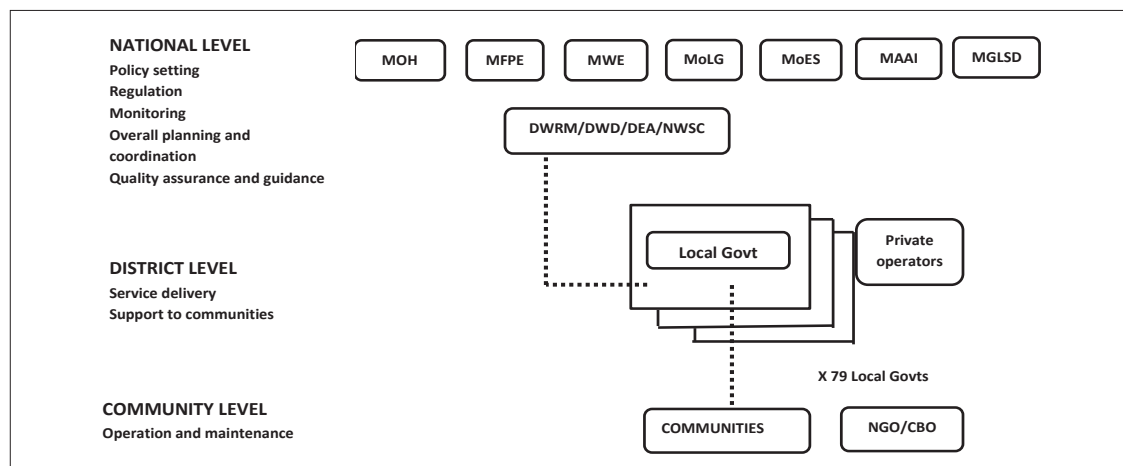 NATIONAL LEVEL
Policy setting
Regulation
Monitoring
Overall planning and
coordination
Quality assurance and guidance
MOH
MFPE
MWE
MoLG
MoES
MAAI
MGLSD
DWRM/DWD/DEA/NWSC
DISTRICT LEVEL
Service delivery
Support to communities
Local Govt
Private
operators
X 79 Local Govts
COMMUNITY LEVEL
Operation and maintenance
COMMUNITIES
NGO/CBO